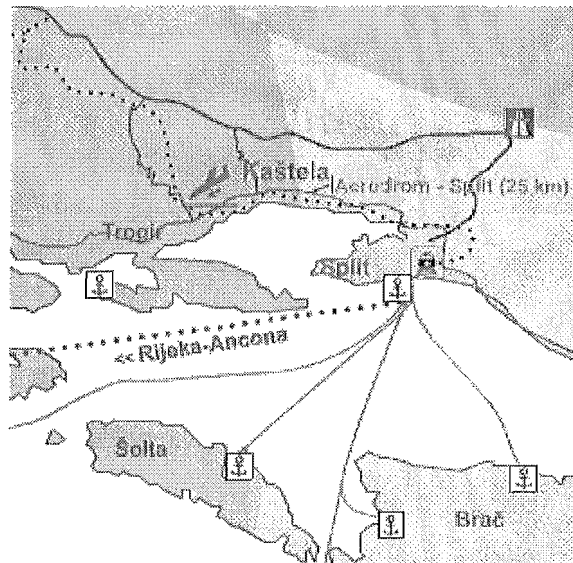 Kaštela
Aerodrom - Split (25 km)
Trogir
Split
<< Rijeka-Ancona
Šolta
Brač